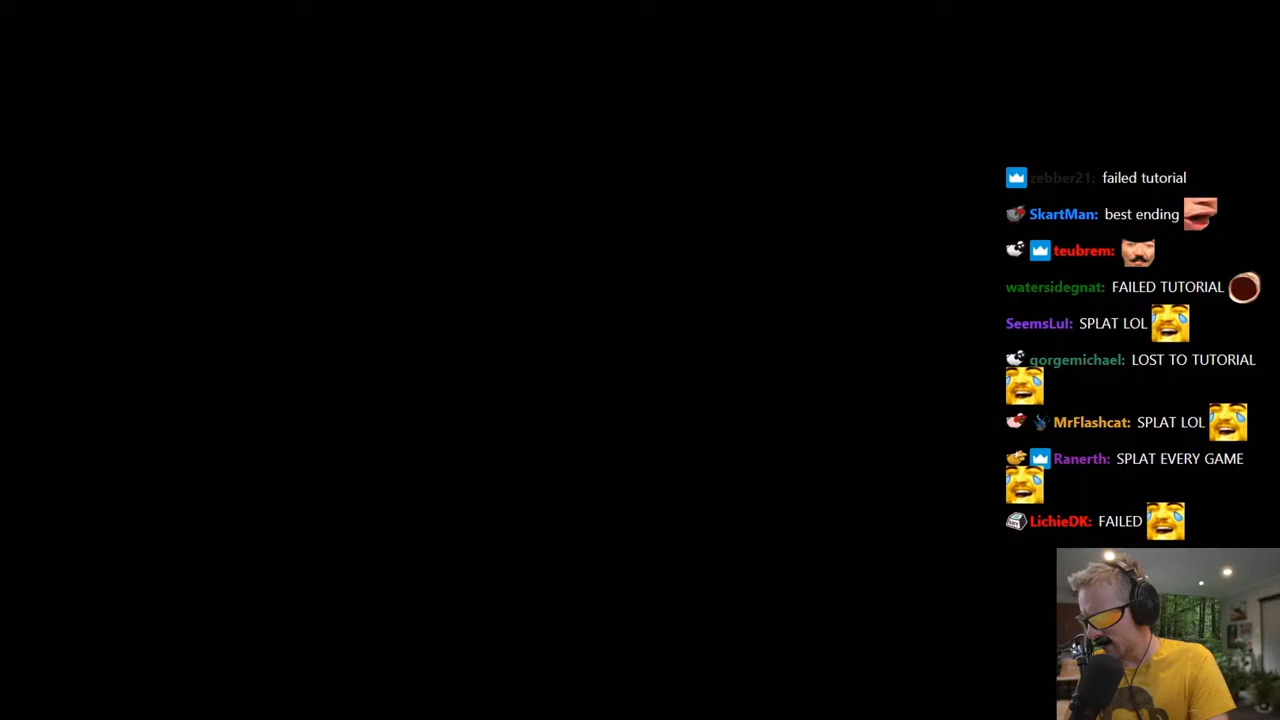 zebber21: failed tutorial
SkartMan: best ending
teubrem:
watersidegnat: FAILED TUTORIAL
SeemsLul: SPLAT LOL
gorgemichael: LOST TO TUTORIAL
MrFlashcat: SPLAT LOL
Ranerth: SPLAT EVERY GAME
LichieDK: FAILED